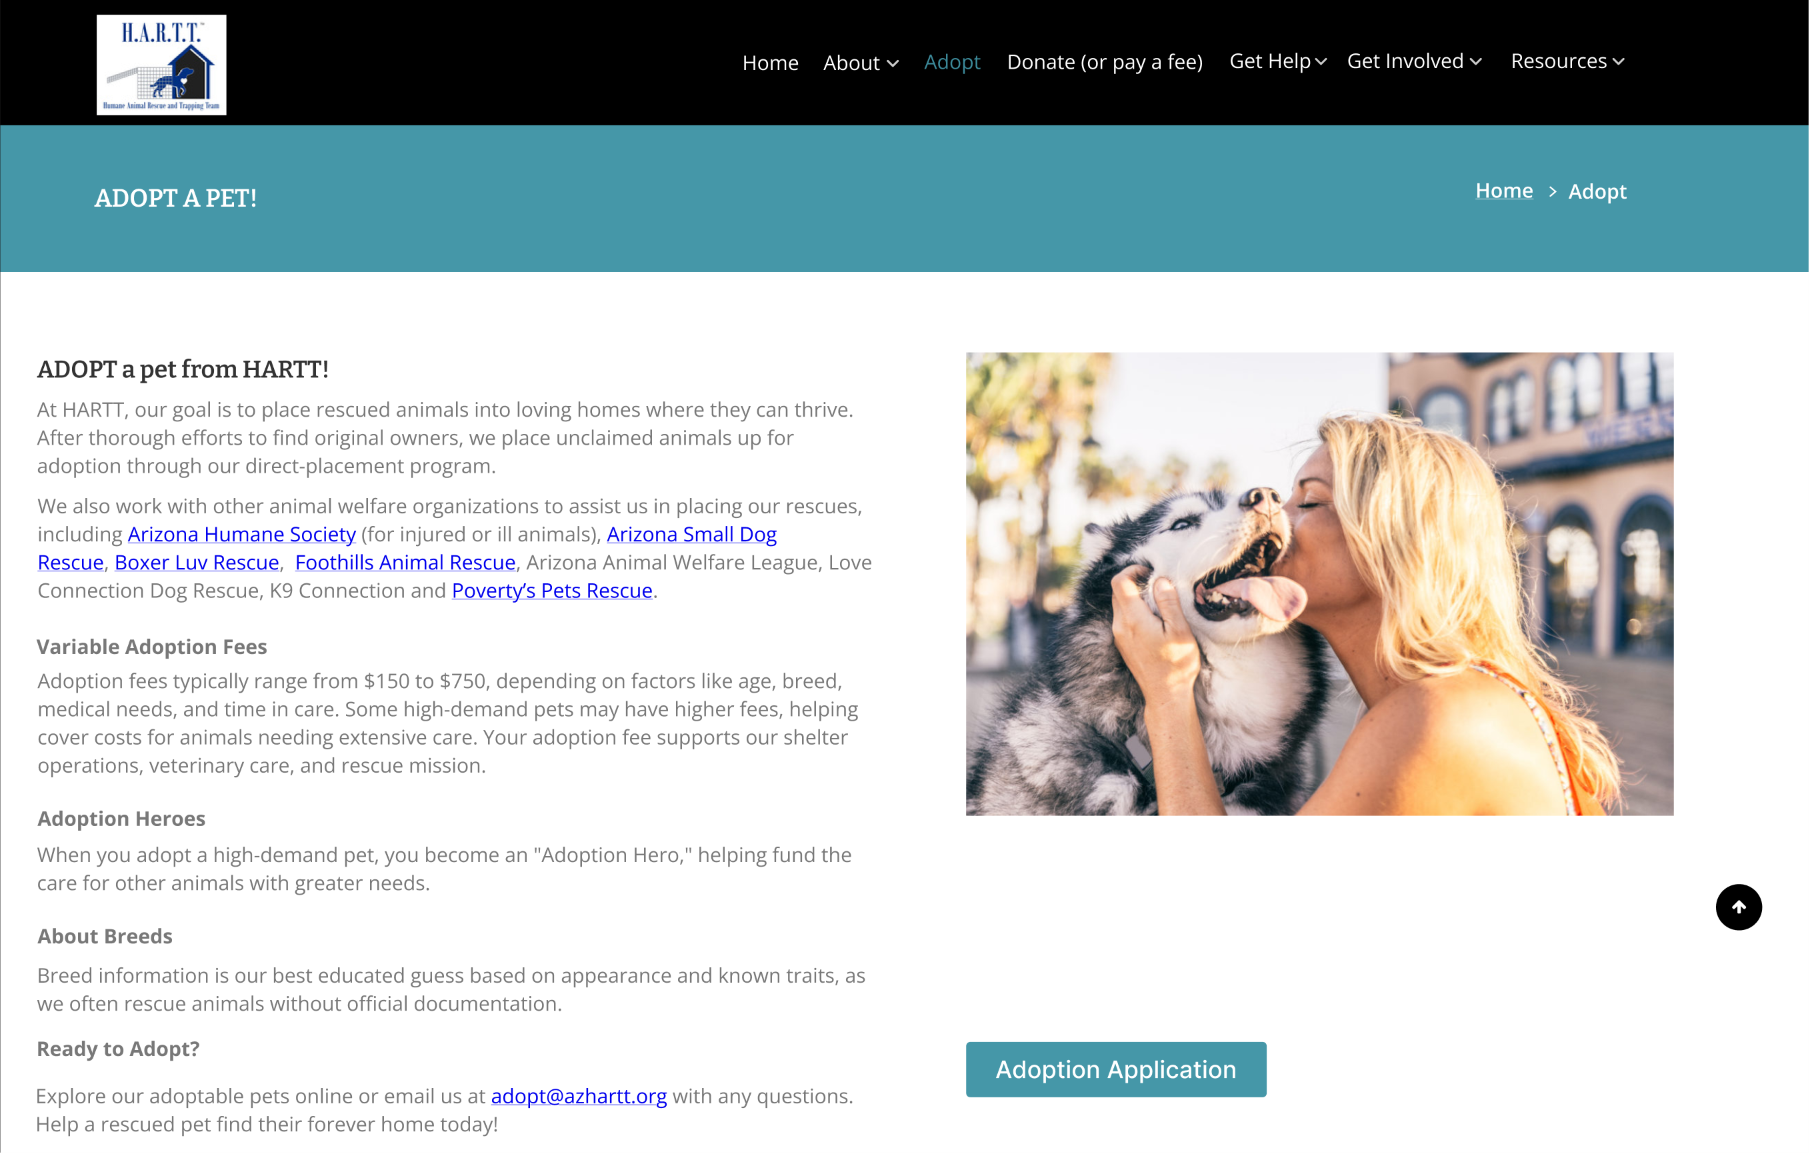 H.A.R.T.T.™
Humane Animal Rescue and Trapping Team
Home About Adopt Donate (or pay a fee) Get Help Get Involved Resources
ADOPT A PET!
Home > Adopt
ADOPT a pet from HARTT!
At HARTT, our goal is to place rescued animals into loving homes where they can thrive.
After thorough efforts to find original owners, we place unclaimed animals up for
adoption through our direct-placement program.
We also work with other animal welfare organizations to assist us in placing our rescues,
including Arizona Humane Society (for injured or ill animals), Arizona Small Dog
Rescue, Boxer Luv Rescue,  Foothills Animal Rescue, Arizona Animal Welfare League, Love
Connection Dog Rescue, K9 Connection and Poverty’s Pets Rescue.
Variable Adoption Fees
Adoption fees typically range from $150 to $750, depending on factors like age, breed,
medical needs, and time in care. Some high-demand pets may have higher fees, helping
cover costs for animals needing extensive care. Your adoption fee supports our shelter
operations, veterinary care, and rescue mission.
Adoption Heroes
When you adopt a high-demand pet, you become an "Adoption Hero," helping fund the
care for other animals with greater needs.
About Breeds
Breed information is our best educated guess based on appearance and known traits, as
we often rescue animals without official documentation.
Ready to Adopt?
Explore our adoptable pets online or email us at adopt@azhartt.org with any questions.
Help a rescued pet find their forever home today!
Adoption Application